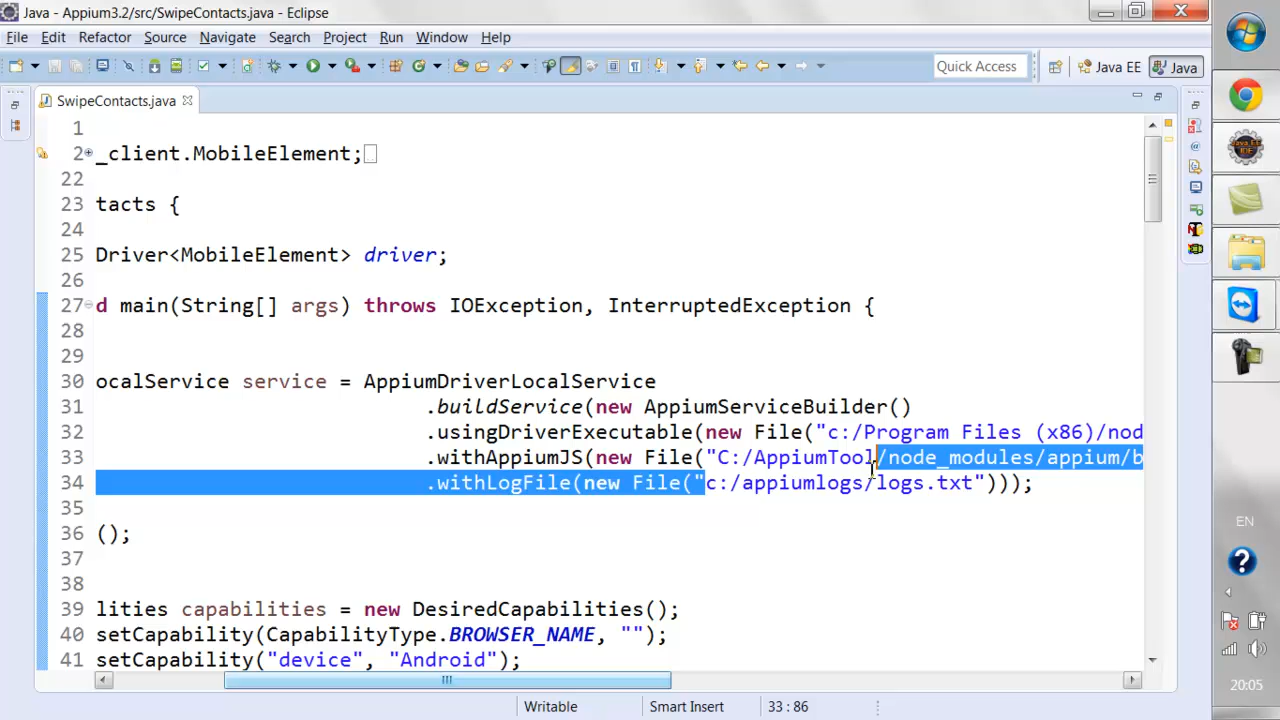 Java - Appium3.2/src/SwipeContacts.java - Eclipse
File Edit Refactor Source Navigate Search Project Run Window Help
Quick Access Java EE Java
SwipeContacts.java
1
2 _client.MobileElement;
22
23 tacts {
24
25 Driver<MobileElement> driver;
26
27 d main(String[] args) throws IOException, InterruptedException {
28
29
30 ocalService service = AppiumDriverLocalService
31 .buildService(new AppiumServiceBuilder()
32 .usingDriverExecutable(new File("c:/Program Files (x86)/nod
33 .withAppiumJS(new File("C:/AppiumTool/node_modules/appium/b
34 .withLogFile(new File("c:/appiumlogs/logs.txt")));
35
36 ();
37
38
39 lities capabilities = new DesiredCapabilities();
40 setCapability(CapabilityType.BROWSER_NAME, "");
41 setCapability("device", "Android");
Writable Smart Insert 33 : 86
EN
20:05